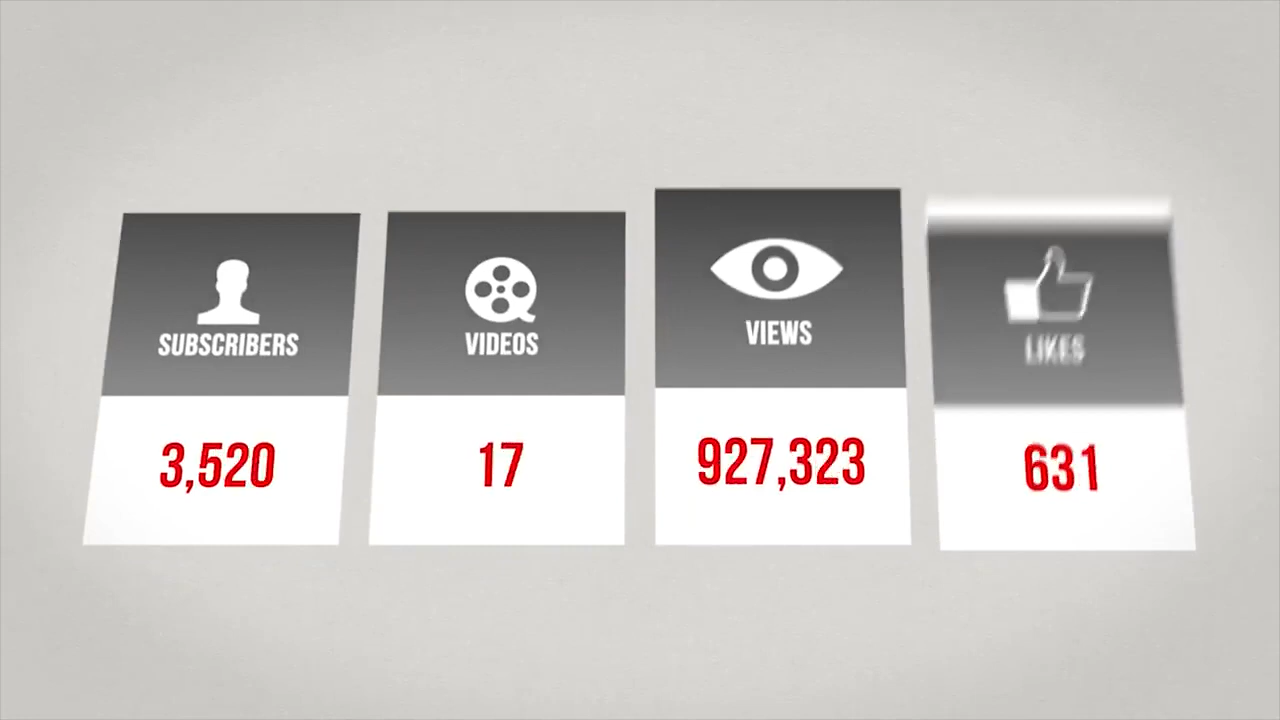 SUBSCRIBERS
3,520
VIDEOS
17
VIEWS
927,323
LIKES
631